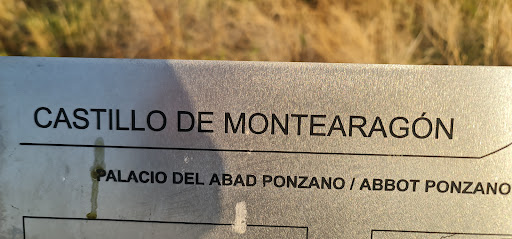 CASTILLO DE MONTEARAGÓN
PALACIO DEL ABAD PONZANO / ABBOT PONZANO